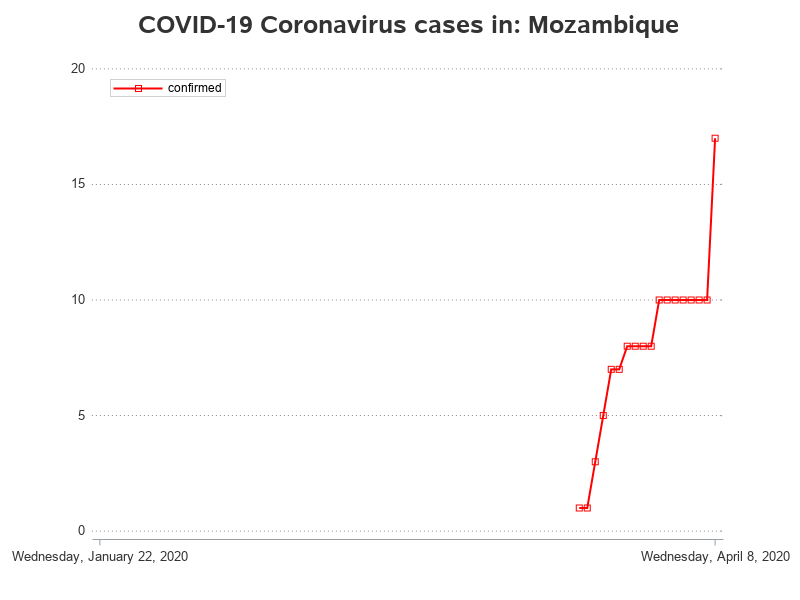 COVID-19 Coronavirus cases in: Mozambique
20
confirmed
15
10
5
0
Wednesday, January 22, 2020
Wednesday, April 8, 2020